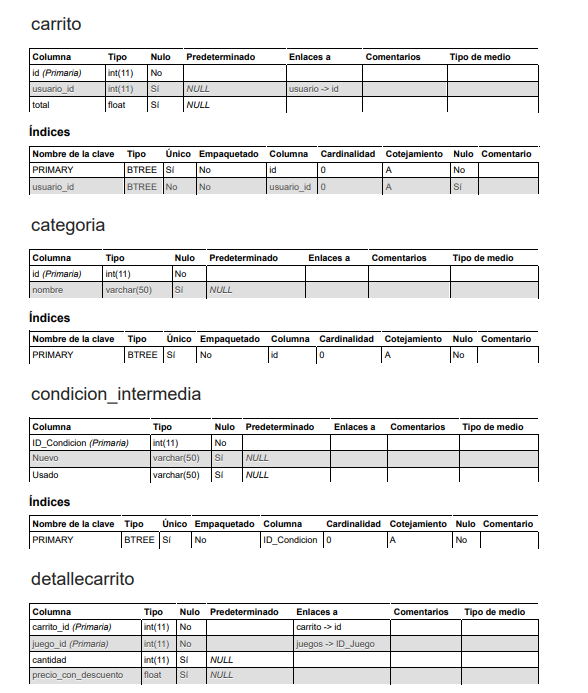 carrito
Columna Tipo Nulo Predeterminado Enlaces a Comentarios Tipo de medio
id (Primaria) int(11) No
usuario_id int(11) Sí NULL usuario -> id
total float Sí NULL
Índices
Nombre de la clave Tipo Único Empaquetado Columna Cardinalidad Cotejamiento Nulo Comentario
PRIMARY BTREE Sí No id 0 A No
usuario_id BTREE No No usuario_id 0 A Sí
categoria
Columna Tipo Nulo Predeterminado Enlaces a Comentarios Tipo de medio
id (Primaria) int(11) No
nombre varchar(50) Sí NULL
Índices
Nombre de la clave Tipo Único Empaquetado Columna Cardinalidad Cotejamiento Nulo Comentario
PRIMARY BTREE Sí No id 0 A No
condicion_intermedia
Columna Tipo Nulo Predeterminado Enlaces a Comentarios Tipo de medio
ID_Condicion (Primaria) int(11) No
Nuevo varchar(50) Sí NULL
Usado varchar(50) Sí NULL
Índices
Nombre de la clave Tipo Único Empaquetado Columna Cardinalidad Cotejamiento Nulo Comentario
PRIMARY BTREE Sí No ID_Condicion 0 A No
detallecarrito
Columna Tipo Nulo Predeterminado Enlaces a Comentarios Tipo de medio
carrito_id (Primaria) int(11) No carrito -> id
juego_id (Primaria) int(11) No juegos -> ID_Juego
cantidad int(11) Sí NULL
precio_con_descuento float Sí NULL